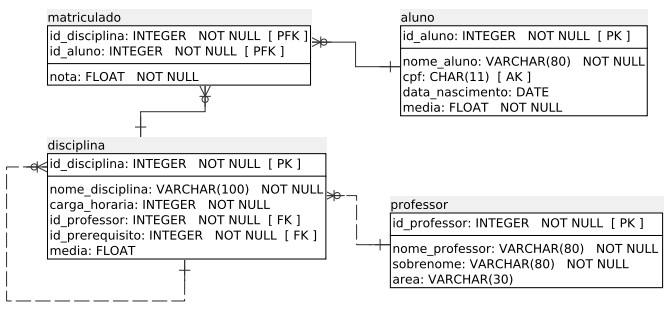 matriculado
id_disciplina: INTEGER NOT NULL [ PFK ]
id_aluno: INTEGER NOT NULL [ PFK ]
nota: FLOAT NOT NULL
aluno
id_aluno: INTEGER NOT NULL [ PK ]
nome_aluno: VARCHAR(80) NOT NULL
cpf: CHAR(11) [ AK ]
data_nascimento: DATE
media: FLOAT NOT NULL
disciplina
id_disciplina: INTEGER NOT NULL [ PK ]
nome_disciplina: VARCHAR(100) NOT NULL
carga_horaria: INTEGER NOT NULL
id_professor: INTEGER NOT NULL [ FK ]
id_prerequisito: INTEGER NOT NULL [ FK ]
media: FLOAT
professor
id_professor: INTEGER NOT NULL [ PK ]
nome_professor: VARCHAR(80) NOT NULL
sobrenome: VARCHAR(80) NOT NULL
area: VARCHAR(30)